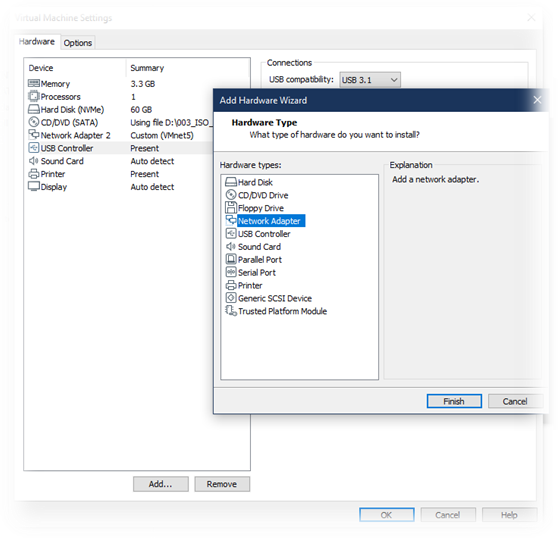 Virtual Machine Settings
Hardware Options
Device Summary
Memory 3.3 GB
Processors 1
Hard Disk (NVMe) 60 GB
CD/DVD (SATA) Using file D:\003_ISO_
Network Adapter 2 Custom (VMnet5)
USB Controller Present
Sound Card Auto detect
Printer Present
Display Auto detect
Connections
USB compatibility: USB 3.1
Add Hardware Wizard
Hardware Type
What type of hardware do you want to install?
Hardware types:
Hard Disk
CD/DVD Drive
Floppy Drive
Network Adapter
USB Controller
Sound Card
Parallel Port
Serial Port
Printer
Generic SCSI Device
Trusted Platform Module
Explanation
Add a network adapter.
Finish Cancel
Add... Remove
OK Cancel Help